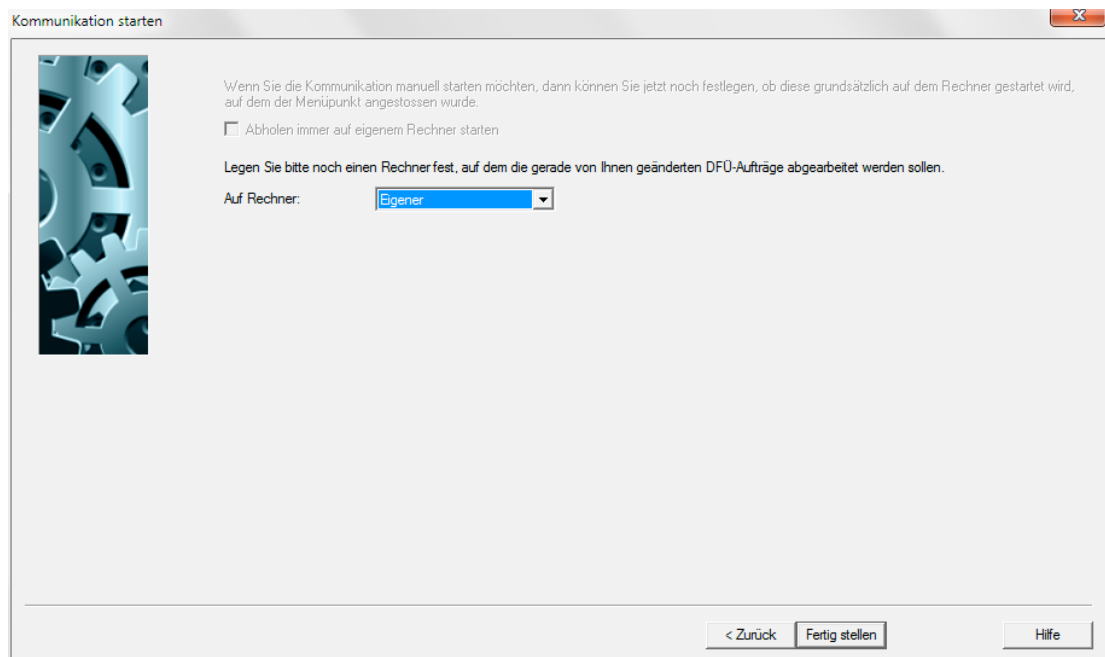 Kommunikation starten
Wenn Sie die Kommunikation manuell starten möchten, dann können Sie jetzt noch festlegen, ob diese grundsätzlich auf dem Rechner gestartet wird,
auf dem der Menüpunkt angestossen wurde.
Abholen immer auf eigenem Rechner starten
Legen Sie bitte noch einen Rechner fest, auf dem die gerade von Ihnen geänderten DFÜ-Aufträge abgearbeitet werden sollen.
Auf Rechner: Eigener
< Zurück Fertig stellen Hilfe